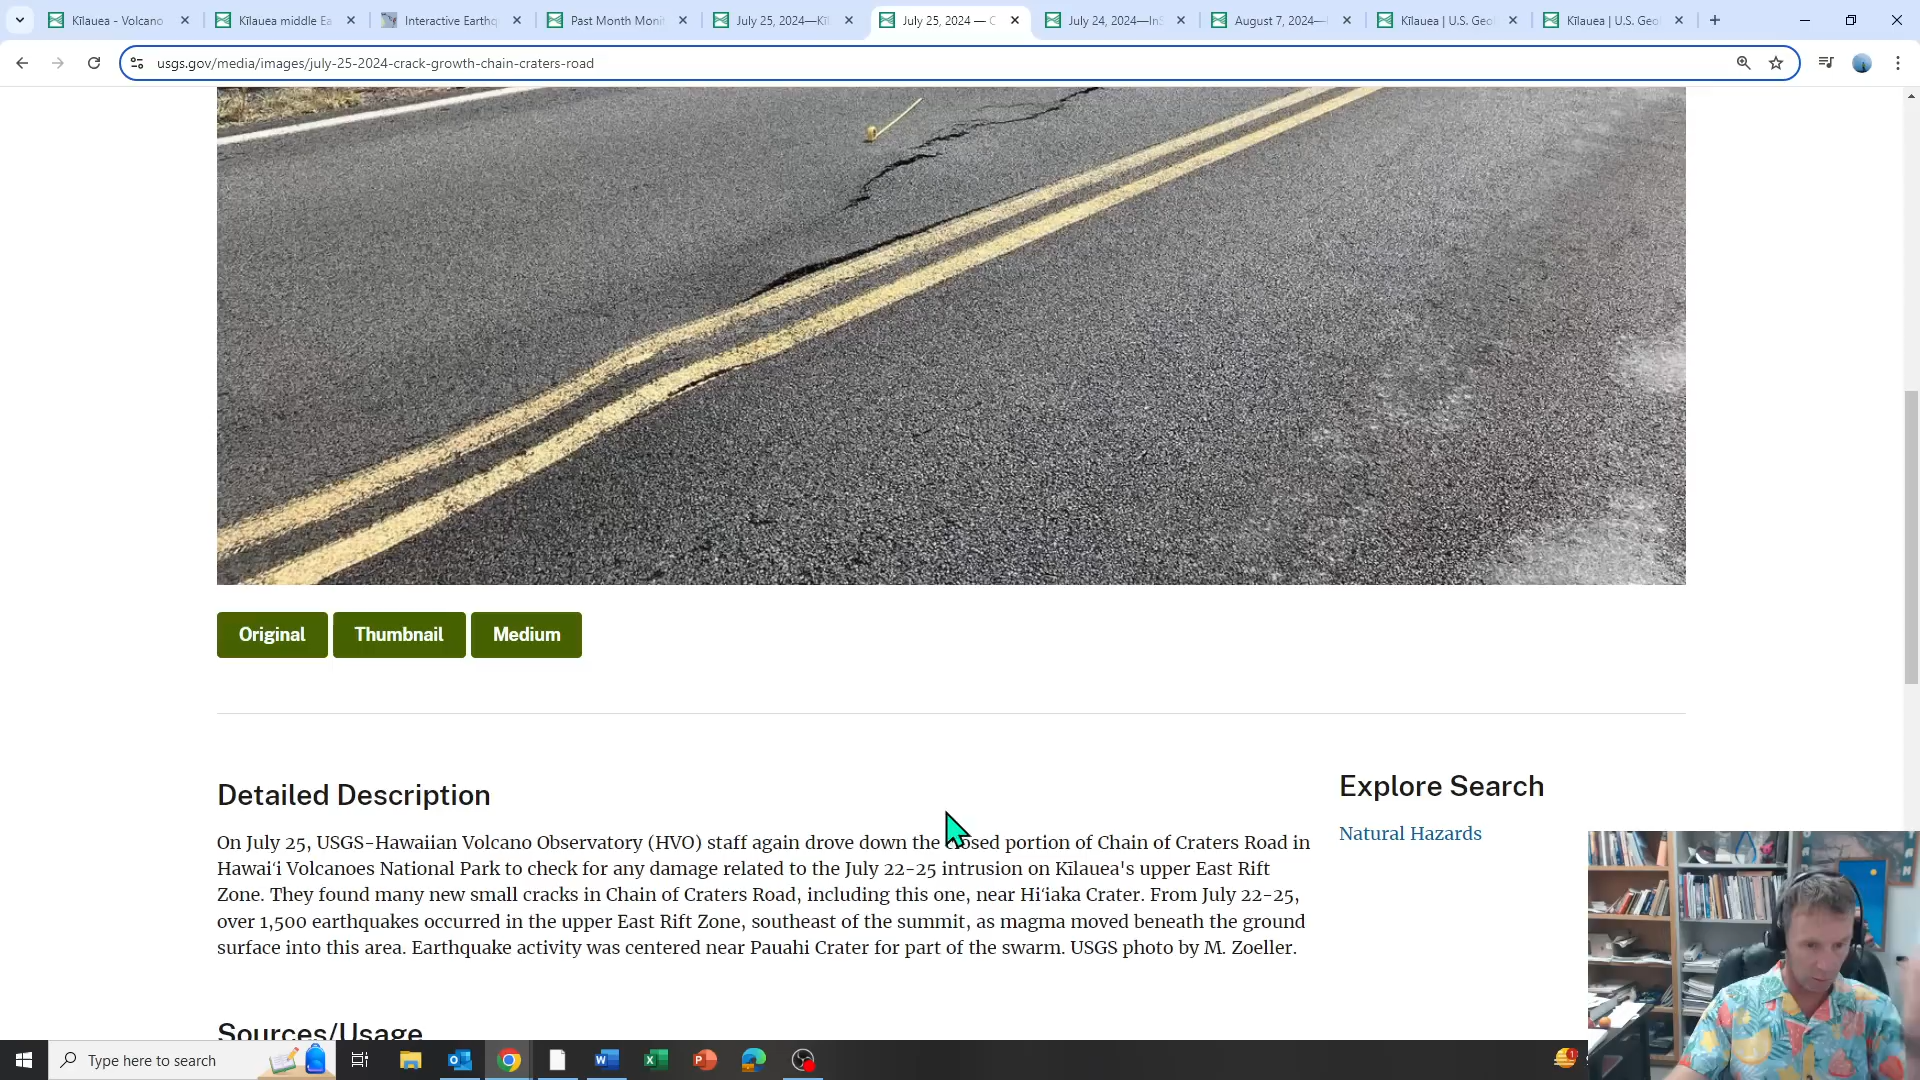 Kīlauea - Volcano
Kīlauea middle Ea
Interactive Earthq
Past Month Moni
July 25, 2024—Kīl
July 25, 2024 — C
July 24, 2024—InS
August 7, 2024—
Kīlauea | U.S. Geo
Kīlauea | U.S. Geo
usgs.gov/media/images/july-25-2024-crack-growth-chain-craters-road
Original Thumbnail Medium
Detailed Description
On July 25, USGS-Hawaiian Volcano Observatory (HVO) staff again drove down the closed portion of Chain of Craters Road in
Hawaiʻi Volcanoes National Park to check for any damage related to the July 22-25 intrusion on Kīlauea's upper East Rift
Zone. They found many new small cracks in Chain of Craters Road, including this one, near Hiʻiaka Crater. From July 22-25,
over 1,500 earthquakes occurred in the upper East Rift Zone, southeast of the summit, as magma moved beneath the ground
surface into this area. Earthquake activity was centered near Pauahi Crater for part of the swarm. USGS photo by M. Zoeller.
Explore Search
Natural Hazards
Sources/Usage
Type here to search